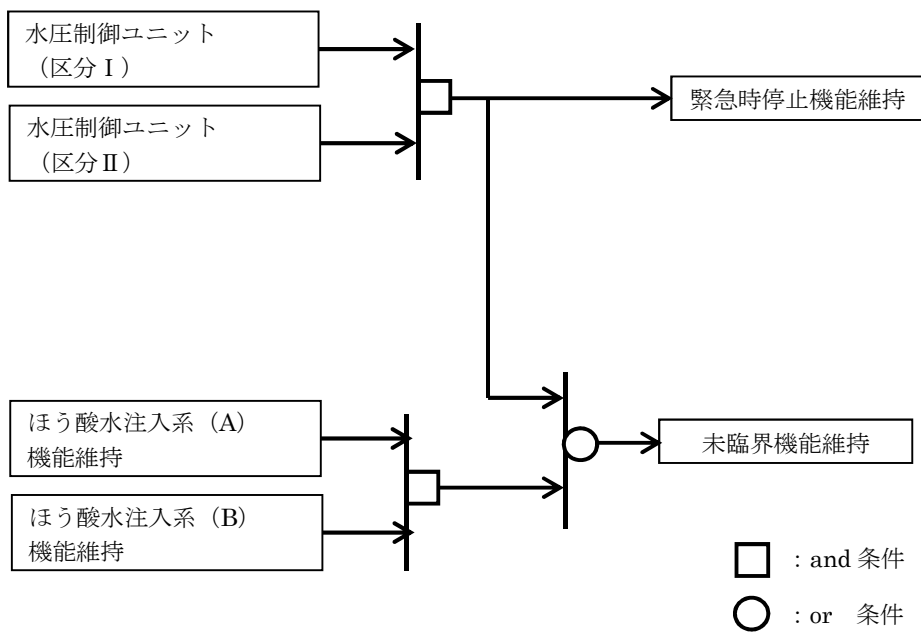 水圧制御ユニット
（区分Ⅰ）
緊急時停止機能維持
水圧制御ユニット
（区分Ⅱ）
ほう酸水注入系（A）
機能維持
未臨界機能維持
ほう酸水注入系（B）
機能維持
：and 条件
：or　条件